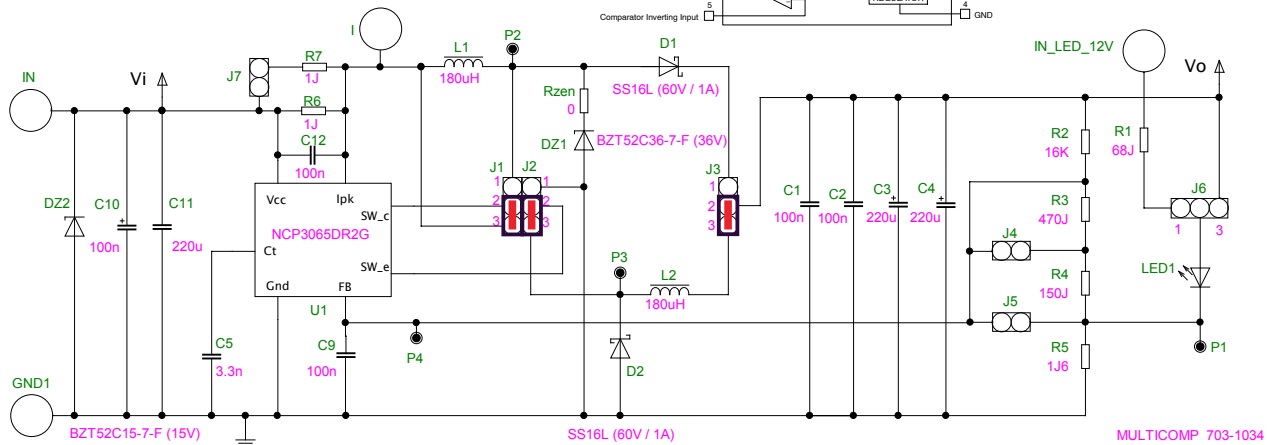 5
Comparator Inverting Input
REGULATOR
4
GND
I
IN_LED_12V
IN
Vi
J7
R7
1J
R6
1J
C12
100n
L1
180uH
P2
D1
SS16L (60V / 1A)
Rzen
0
DZ1
BZT52C36-7-F (36V)
Vo
R2
16K
R1
68J
J1
J2
1
2
3
1
2
3
J3
1
2
3
C1
100n
C2
100n
C3
220u
C4
220u
R3
470J
J6
1
3
DZ2
C10
100n
C11
220u
Vcc
Ipk
SW_c
NCP3065DR2G
Ct
SW_e
Gnd
FB
U1
P3
L2
180uH
J4
R4
150J
J5
LED1
C5
3.3n
C9
100n
P4
D2
R5
1J6
P1
GND1
BZT52C15-7-F (15V)
SS16L (60V / 1A)
MULTICOMP 703-1034